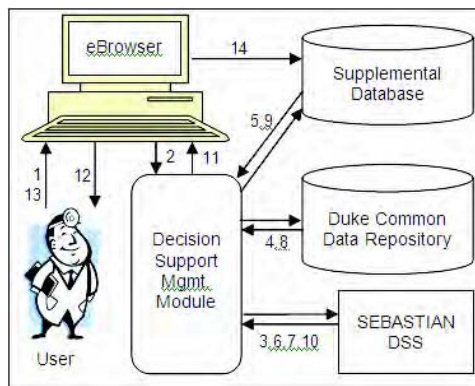 eBrowser
14
Supplemental
Database
5,9
1
13
12
2
11
Decision
Support
Mgmt.
Module
4,8
Duke Common
Data Repository
3,6,7,10
SEBASTIAN
DSS
User